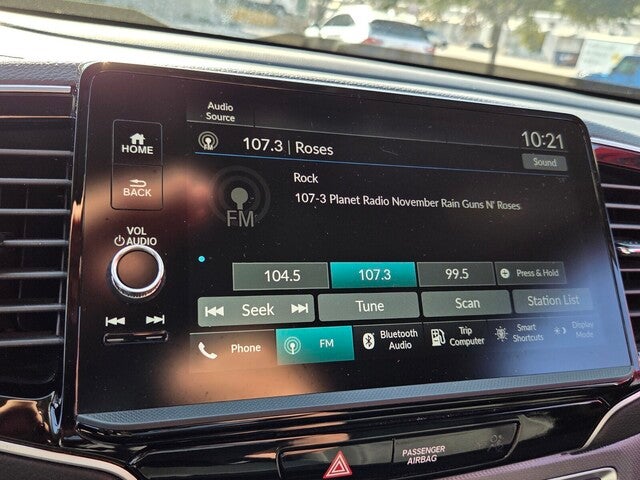 Audio
Source
HOME
BACK
VOL
AUDIO
107.3 | Roses
10:21
Sound
Rock
107-3 Planet Radio November Rain Guns N' Roses
FM
104.5
107.3
99.5
Press & Hold
Seek
Tune
Scan
Station List
Phone
FM
Bluetooth
Audio
Trip
Computer
Smart
Shortcuts
Display
Mode
PASSENGER
AIRBAG